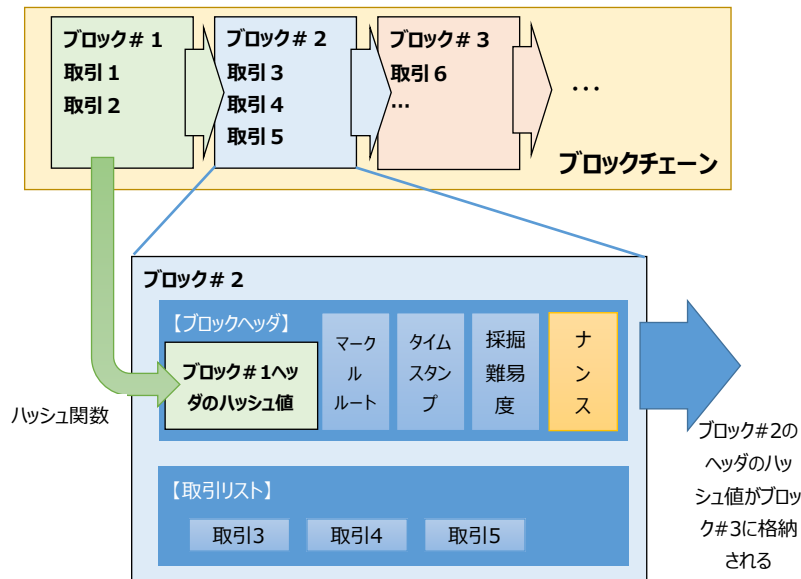 ブロック＃１
取引１
取引２
ブロック＃２
取引３
取引４
取引５
ブロック＃３
取引６
…
…
ブロックチェーン
ブロック＃２
【ブロックヘッダ】
ブロック＃１ヘッ
ダのハッシュ値
マーク
ル
ルート
タイム
スタン
プ
採掘
難易
度
ナ
ン
ス
ハッシュ関数
【取引リスト】
取引3
取引4
取引5
ブロック#2の
ヘッダのハッ
シュ値がブロッ
ク#3に格納
される